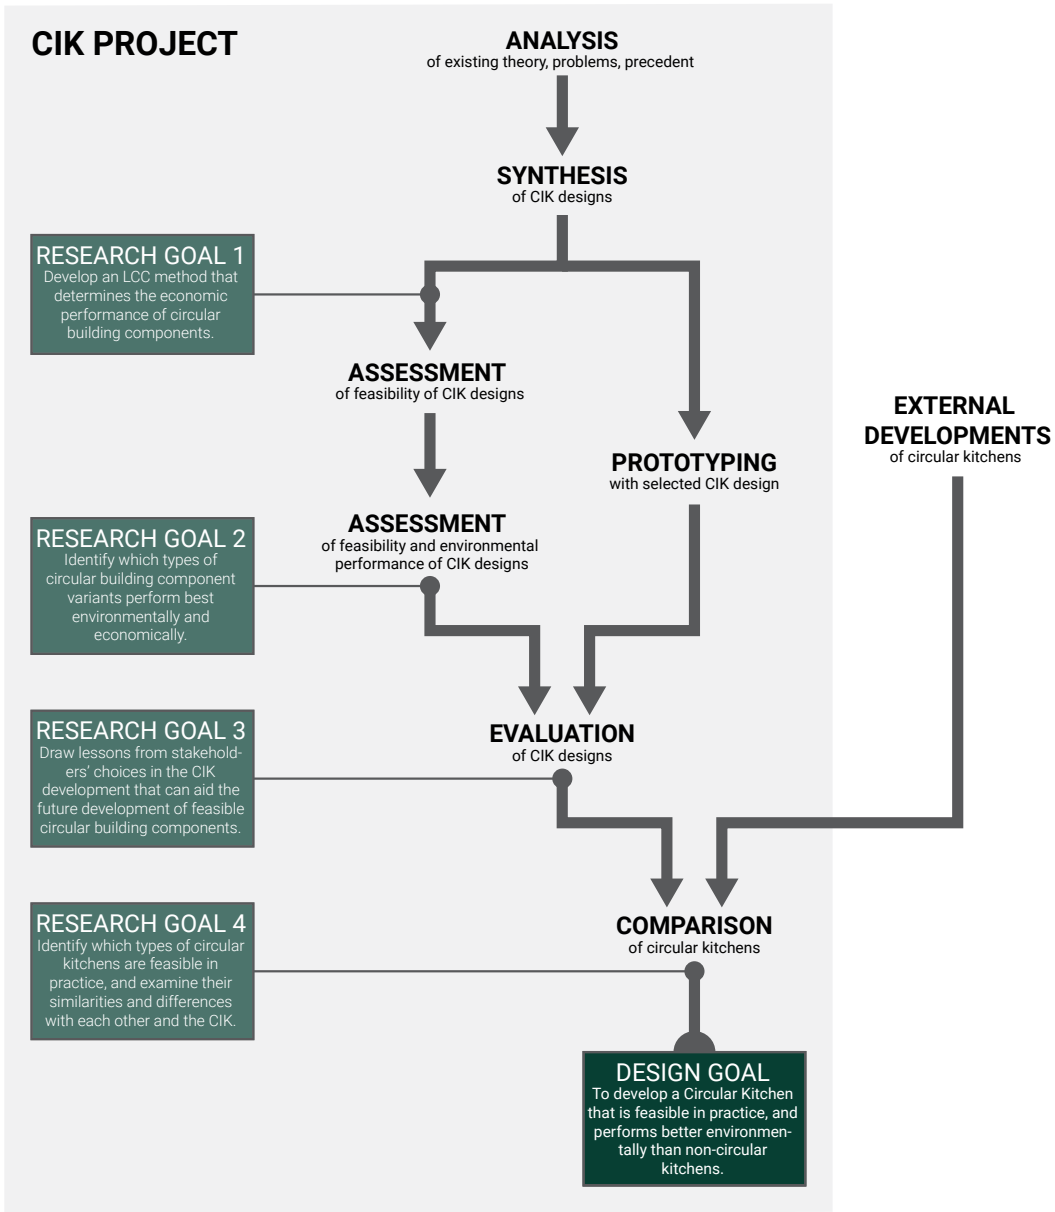 CIK PROJECT
ANALYSIS
of existing theory, problems, precedent
SYNTHESIS
of CIK designs
RESEARCH GOAL 1
Develop an LCC method that
determines the economic
performance of circular
building components.
ASSESSMENT
of feasibility of CIK designs
EXTERNAL
DEVELOPMENTS
of circular kitchens
PROTOTYPING
with selected CIK design
ASSESSMENT
of feasibility and environmental
performance of CIK designs
RESEARCH GOAL 2
Identify which types of
circular building component
variants perform best
environmentally and
economically.
EVALUATION
of CIK designs
RESEARCH GOAL 3
Draw lessons from stakehold-
ers’ choices in the CIK
development that can aid the
future development of feasible
circular building components.
COMPARISON
of circular kitchens
RESEARCH GOAL 4
Identify which types of circular
kitchens are feasible in
practice, and examine their
similarities and differences
with each other and the CIK.
DESIGN GOAL
To develop a Circular Kitchen
that is feasible in practice, and
performs better environmen-
tally than non-circular
kitchens.